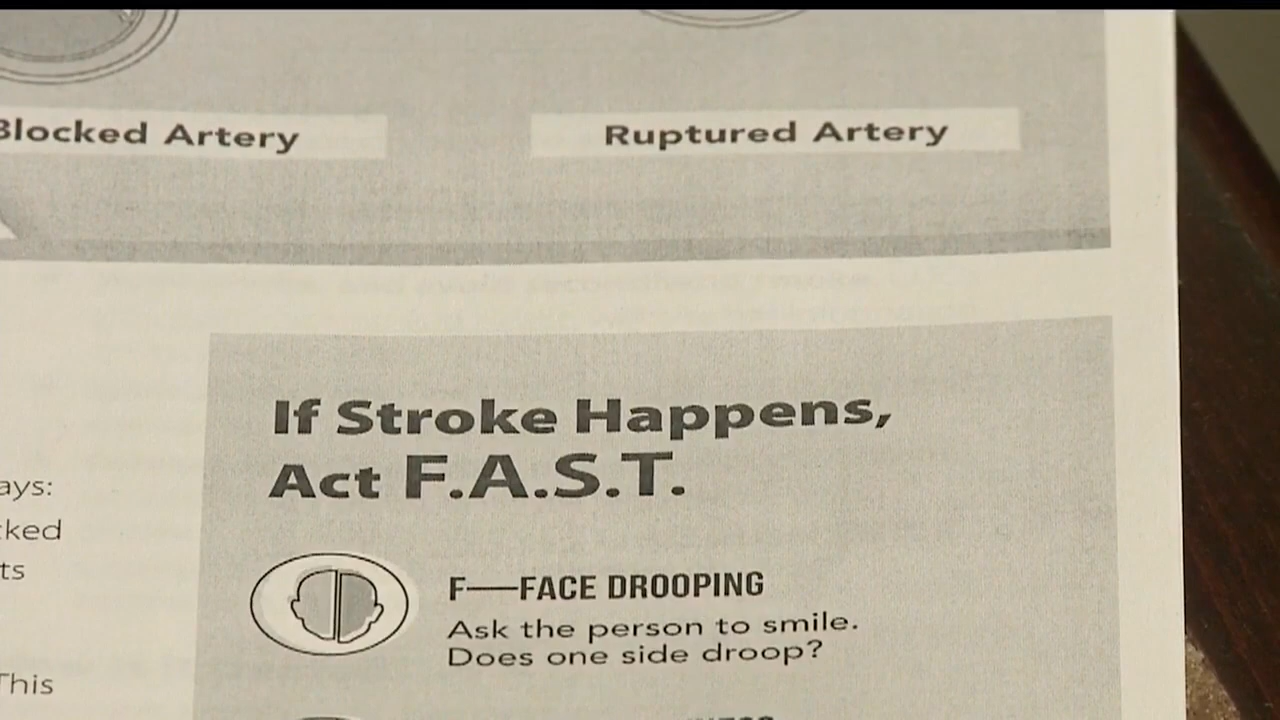 Blocked Artery
Ruptured Artery
If Stroke Happens,
Act F.A.S.T.
ays:
cked
ts
This
F—FACE DROOPING
Ask the person to smile.
Does one side droop?